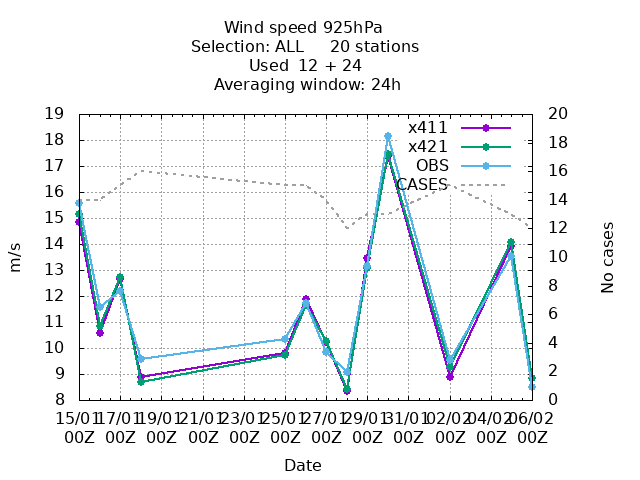 Wind speed 925hPa
Selection: ALL     20 stations
Used  12 + 24
Averaging window: 24h
19
18
17
16
15
14
13
12
11
10
9
8
m/s
x411
x421
OBS
CASES
20
18
16
14
12
10
8
6
4
2
0
No cases
15/01 17/01 19/01 21/01 23/01 25/01 27/01 29/01 31/01 02/02 04/02 06/02
00Z 00Z 00Z 00Z 00Z 00Z 00Z 00Z 00Z 00Z 00Z 00Z
Date